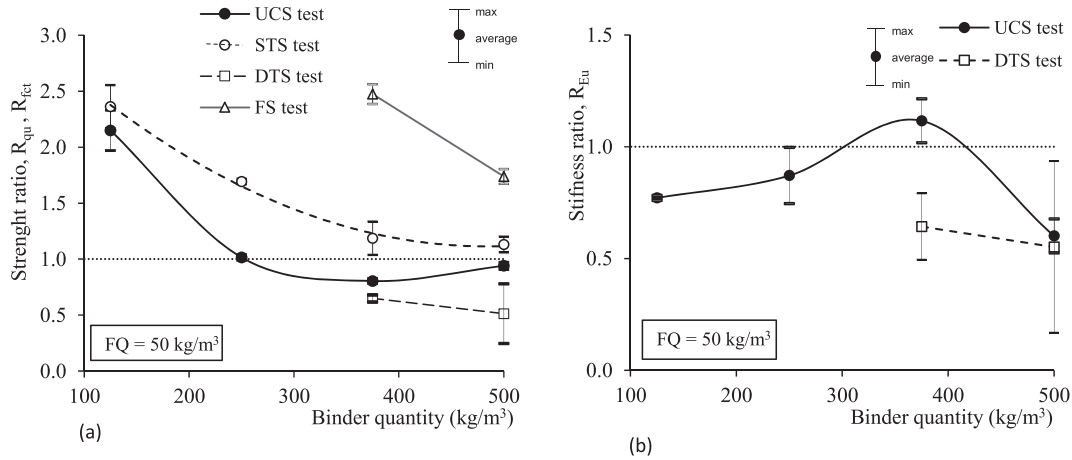 UCS test
STS test
DTS test
FS test
max
average
min
3.0
2.5
2.0
1.5
1.0
0.5
0.0
Strenght ratio, Rqu , Rfct
FQ = 50 kg/m³
100
200
300
400
500
Binder quantity (kg/m³)
(a)
UCS test
DTS test
max
average
min
1.5
1.0
0.5
0.0
Stifness ratio, REu
FQ = 50 kg/m³
100
200
300
400
500
Binder quantity (kg/m³)
(b)